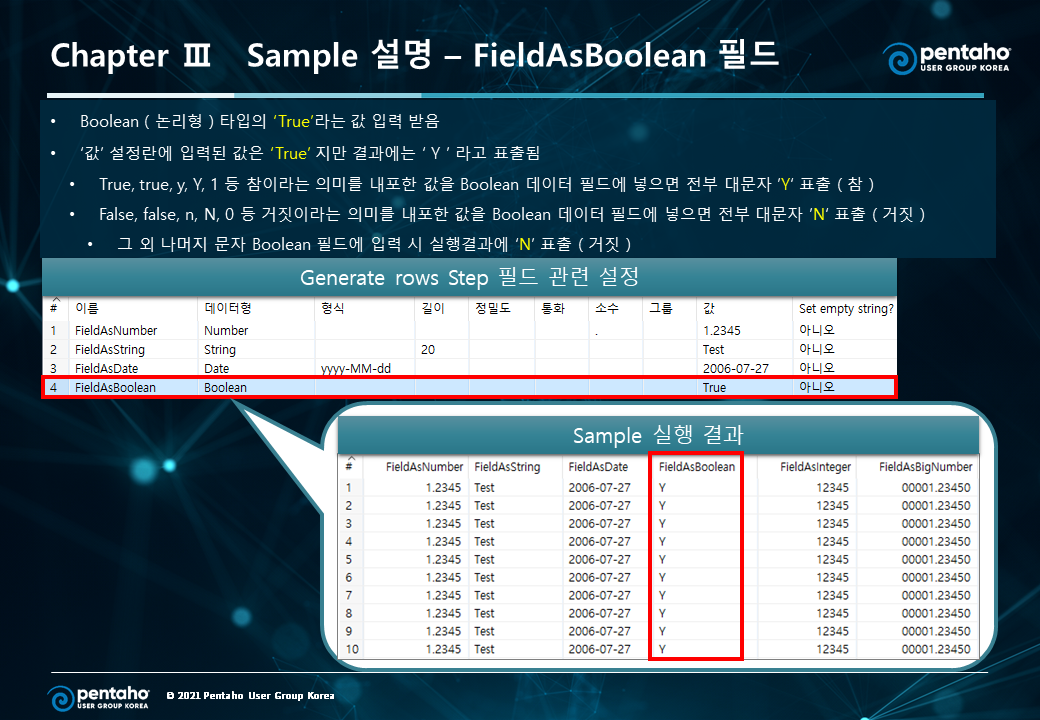 Chapter Ⅲ Sample 설명 – FieldAsBoolean 필드
pentaho
USER GROUP KOREA
• Boolean ( 논리형 ) 타입의 ‘True’라는 값 입력 받음
• ‘값’ 설정란에 입력된 값은 ‘True’ 지만 결과에는 ‘ Y ’ 라고 표출됨
• True, true, y, Y, 1 등 참이라는 의미를 내포한 값을 Boolean 데이터 필드에 넣으면 전부 대문자 ’Y‘ 표출 ( 참 )
• False, false, n, N, 0 등 거짓이라는 의미를 내포한 값을 Boolean 데이터 필드에 넣으면 전부 대문자 ’N‘ 표출 ( 거짓 )
• 그 외 나머지 문자 Boolean 필드에 입력 시 실행결과에 ‘N’ 표출 ( 거짓 )
Generate rows Step 필드 관련 설정
# 이름 데이터형 형식 길이 정밀도 통화 소수 그룹 값 Set empty string?
1 FieldAsNumber Number . 1.2345 아니오
2 FieldAsString String 20 Test 아니오
3 FieldAsDate Date yyyy-MM-dd 2006-07-27 아니오
4 FieldAsBoolean Boolean True 아니오
Sample 실행 결과
# FieldAsNumber FieldAsString FieldAsDate FieldAsBoolean FieldAsInteger FieldAsBigNumber
1 1.2345 Test 2006-07-27 Y 12345 00001.23450
2 1.2345 Test 2006-07-27 Y 12345 00001.23450
3 1.2345 Test 2006-07-27 Y 12345 00001.23450
4 1.2345 Test 2006-07-27 Y 12345 00001.23450
5 1.2345 Test 2006-07-27 Y 12345 00001.23450
6 1.2345 Test 2006-07-27 Y 12345 00001.23450
7 1.2345 Test 2006-07-27 Y 12345 00001.23450
8 1.2345 Test 2006-07-27 Y 12345 00001.23450
9 1.2345 Test 2006-07-27 Y 12345 00001.23450
10 1.2345 Test 2006-07-27 Y 12345 00001.23450
pentaho
USER GROUP KOREA
© 2021 Pentaho User Group Korea